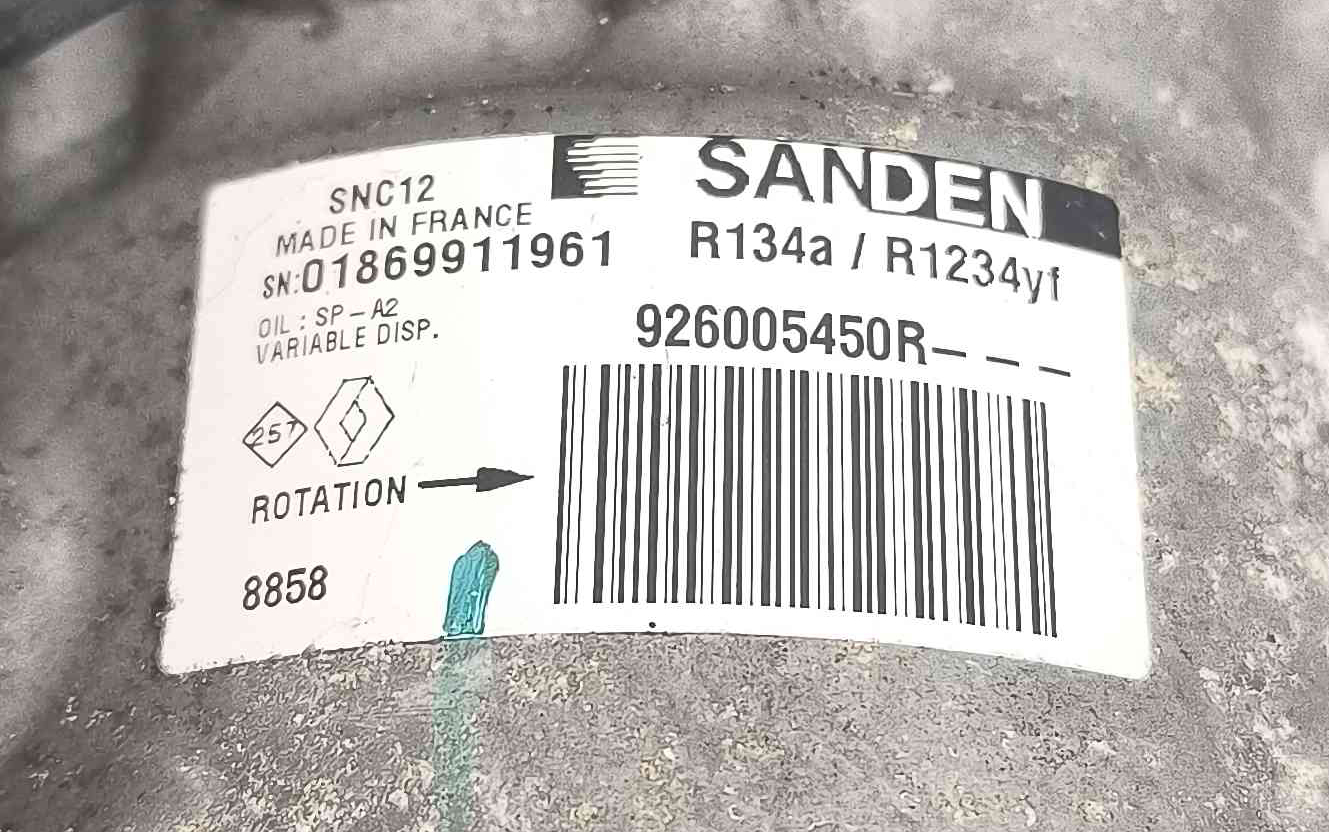 SANDEN
SNC12
MADE IN FRANCE
SN:01869911961
OIL : SP-A2
VARIABLE DISP.
R134a / R1234yf
926005450R- - -
257
ROTATION
8858